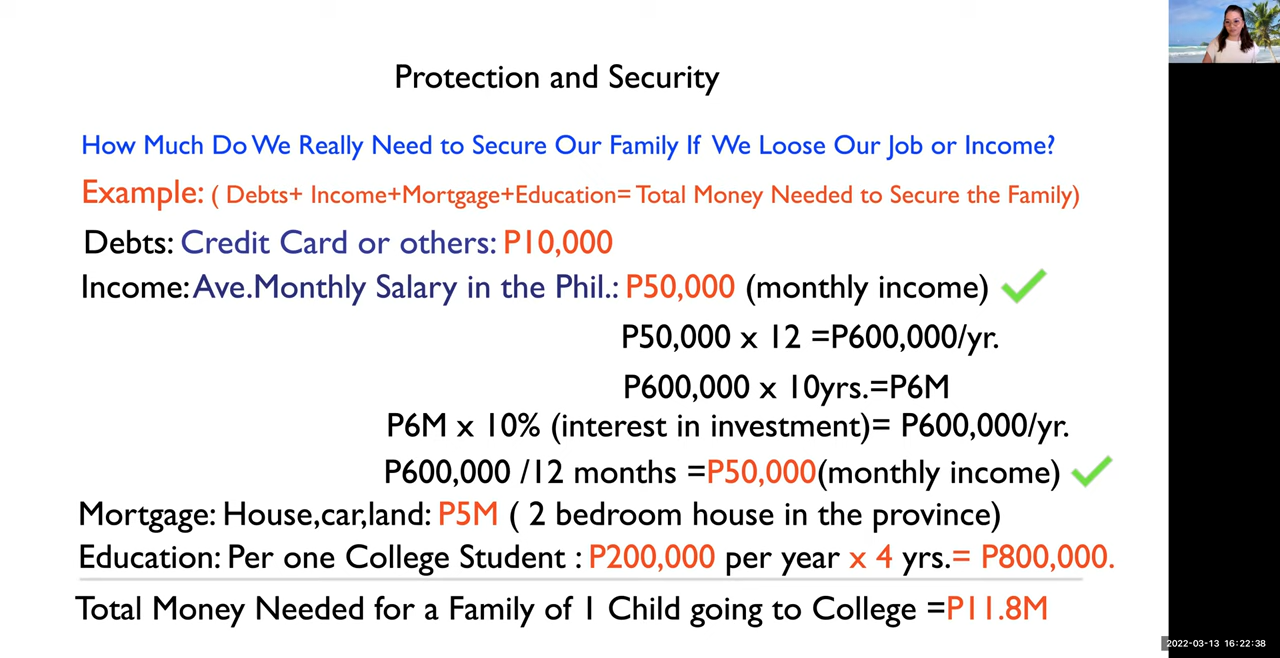 Protection and Security
How Much Do We Really Need to Secure Our Family If We Loose Our Job or Income?
Example: ( Debts+ Income+Mortgage+Education= Total Money Needed to Secure the Family)
Debts: Credit Card or others: P10,000
Income: Ave.Monthly Salary in the Phil.: P50,000 (monthly income)
P50,000 x 12 =P600,000/yr.
P600,000 x 10yrs.=P6M
P6M x 10% (interest in investment)= P600,000/yr.
P600,000 /12 months =P50,000(monthly income)
Mortgage: House,car,land: P5M ( 2 bedroom house in the province)
Education: Per one College Student : P200,000 per year x 4 yrs.= P800,000.
Total Money Needed for a Family of 1 Child going to College =P11.8M
2022-03-13 16:22:38